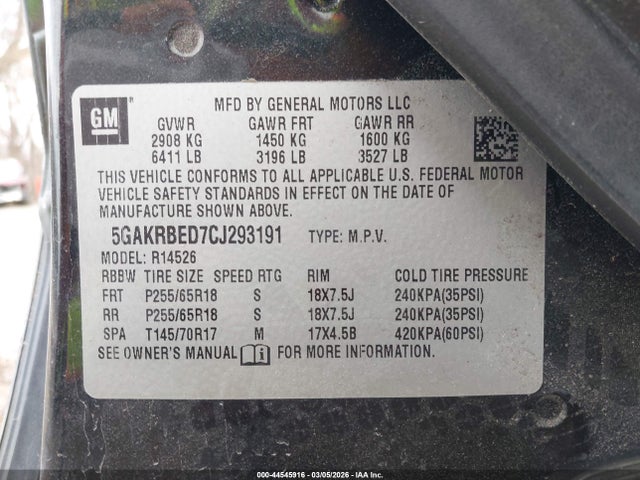 GM
MFD BY GENERAL MOTORS LLC
GVWR GAWR FRT GAWR RR
2908 KG 1450 KG 1600 KG
6411 LB 3196 LB 3527 LB
THIS VEHICLE CONFORMS TO ALL APPLICABLE U.S. FEDERAL MOTOR
VEHICLE SAFETY STANDARDS IN EFFECT ON THE DATE OF
MANUFACTURE SHOWN ABOVE.
5GAKRBED7CJ293191 TYPE: M.P.V.
MODEL: R14526
RBBW TIRE SIZE SPEED RTG RIM COLD TIRE PRESSURE
FRT P255/65R18 S 18X7.5J 240KPA(35PSI)
RR P255/65R18 S 18X7.5J 240KPA(35PSI)
SPA T145/70R17 M 17X4.5B 420KPA(60PSI)
SEE OWNER'S MANUAL FOR MORE INFORMATION.
000-44545916 - 03/05/2026 - IAA Inc.